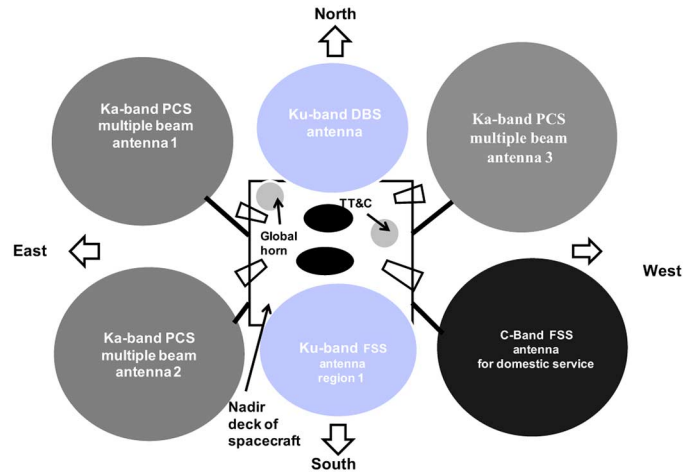 North
Ka-band PCS
multiple beam
antenna 1
Ku-band DBS
antenna
Ka-band PCS
multiple beam
antenna 3
TT&C
Global
horn
East
West
Ka-band PCS
multiple beam
antenna 2
Ku-band FSS
antenna
region 1
C-Band FSS
antenna
for domestic service
Nadir
deck of
spacecraft
South